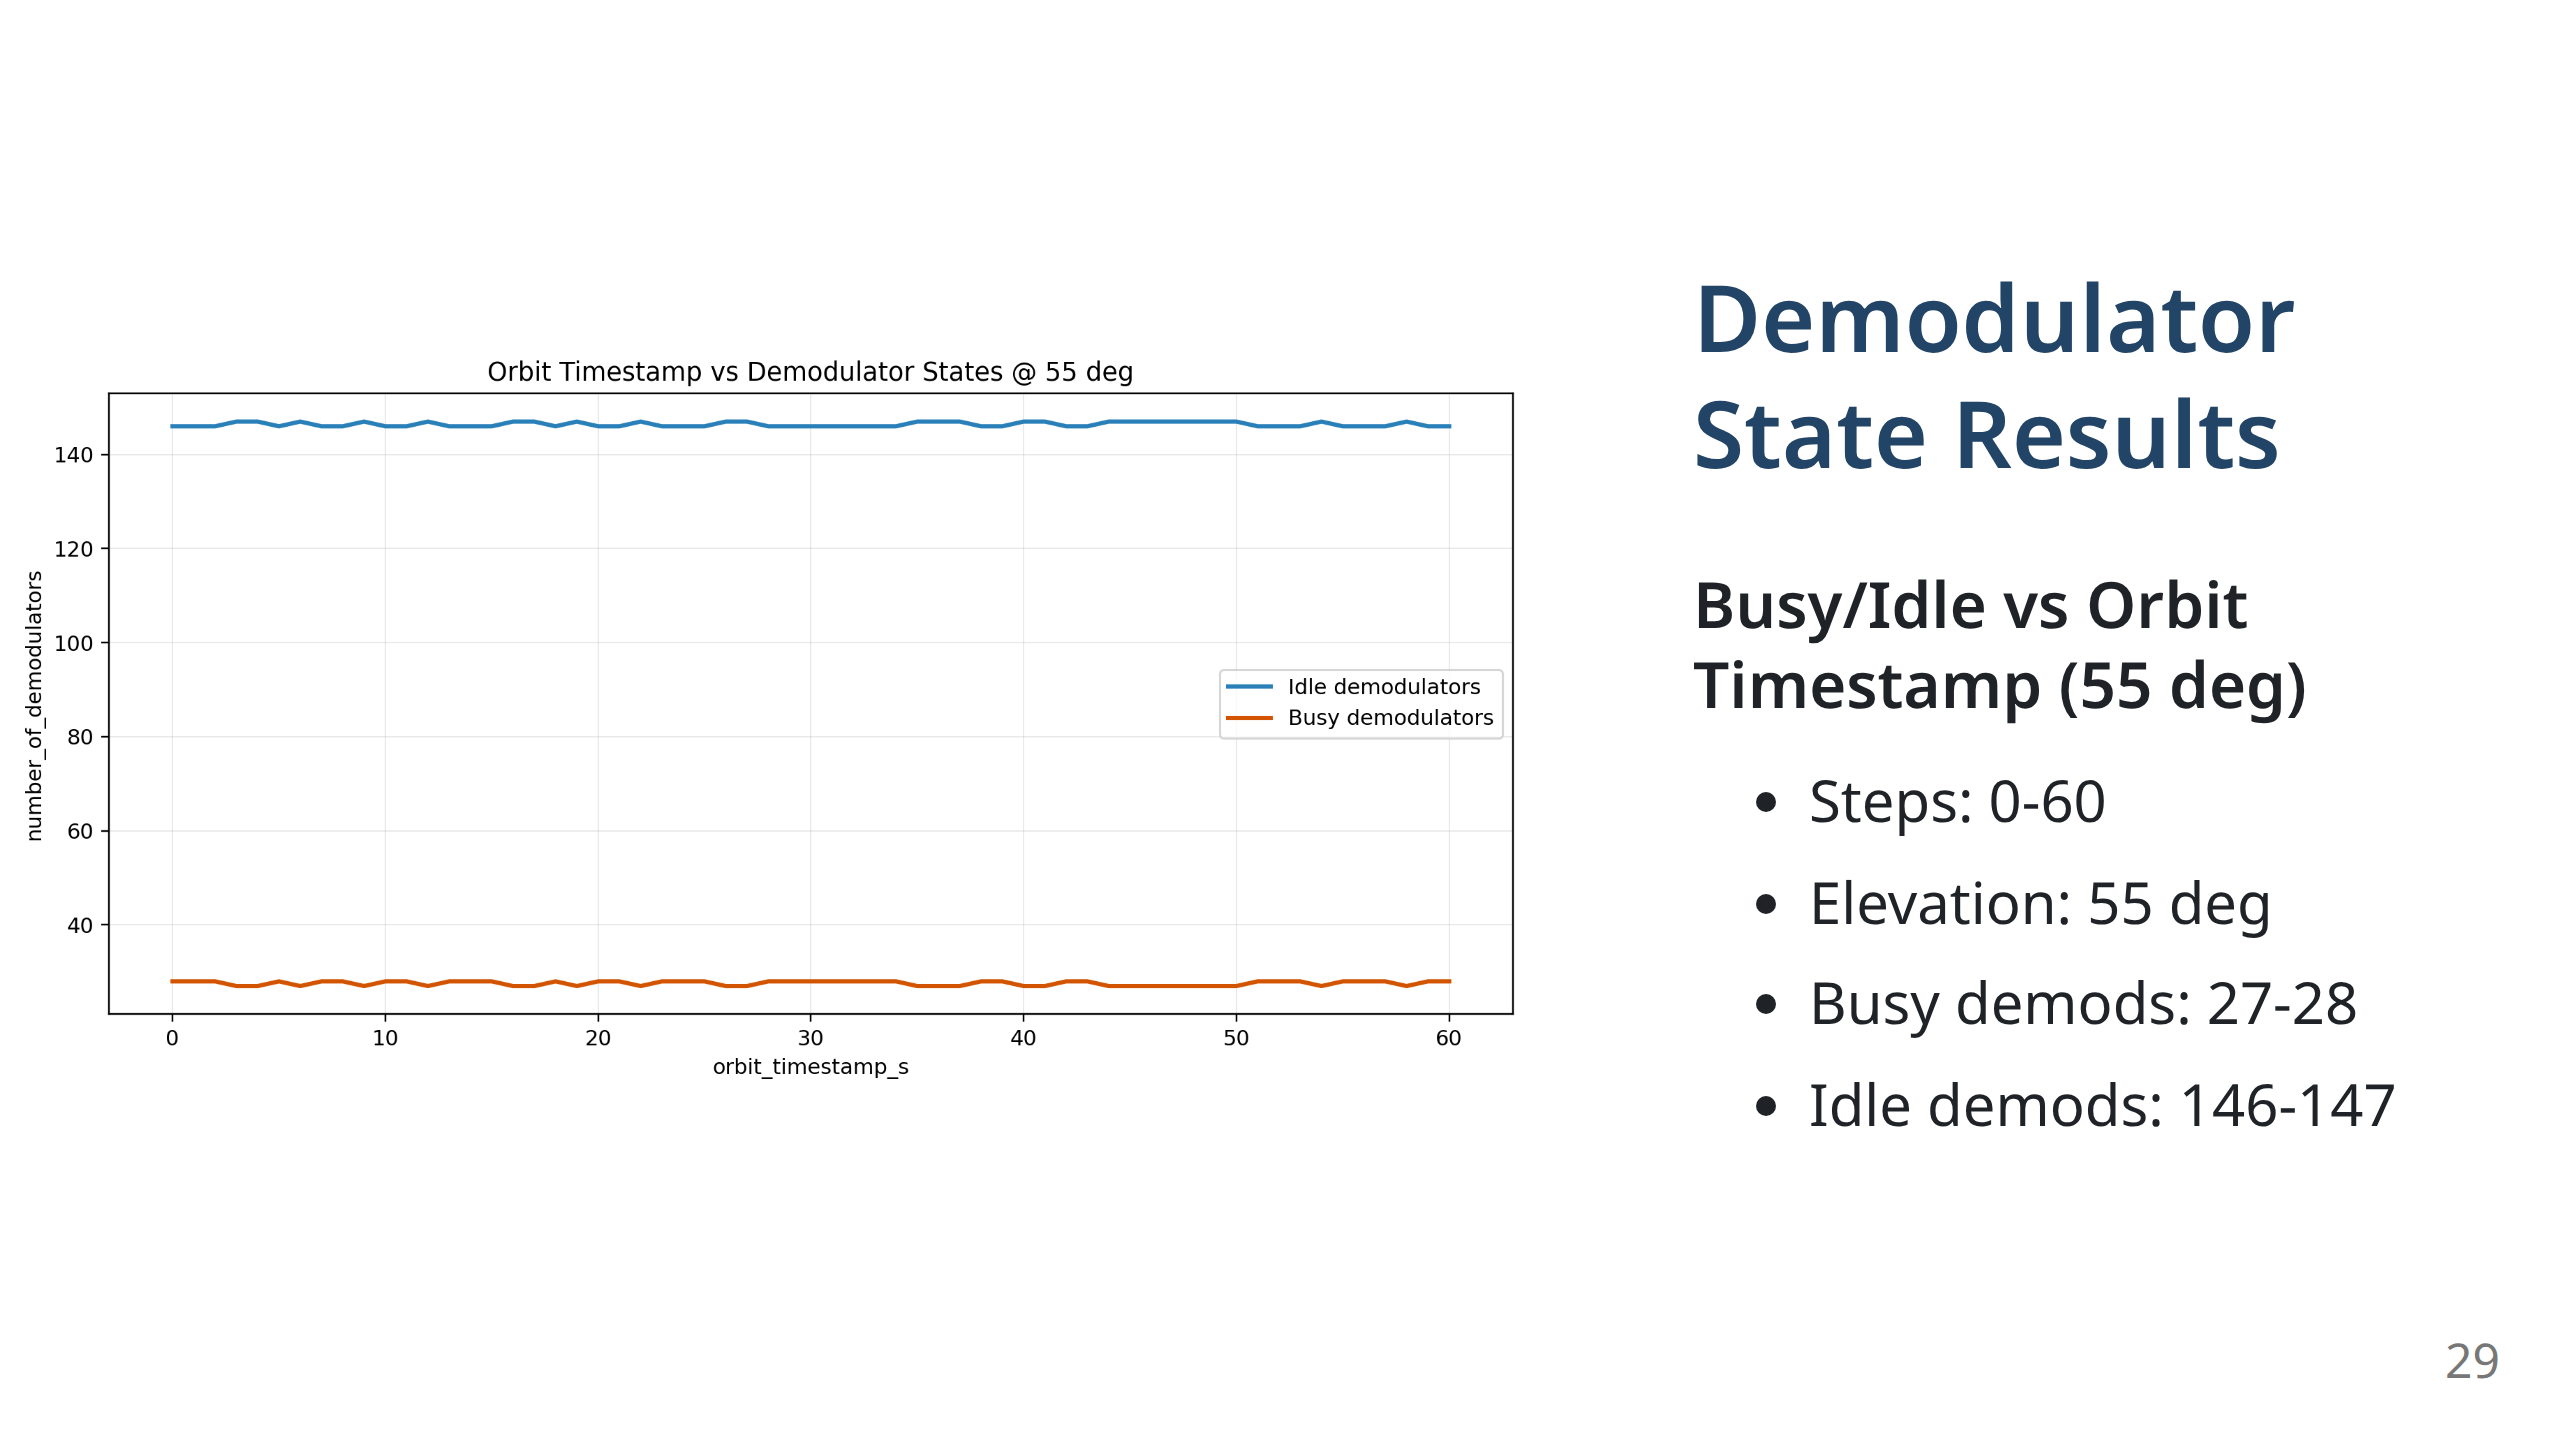 Orbit Timestamp vs Demodulator States @ 55 deg
number_of_demodulators
140
120
100
80
60
40
Idle demodulators
Busy demodulators
0 10 20 30 40 50 60
orbit_timestamp_s
Demodulator
State Results
Busy/Idle vs Orbit
Timestamp (55 deg)
• Steps: 0-60
• Elevation: 55 deg
• Busy demods: 27-28
• Idle demods: 146-147
29